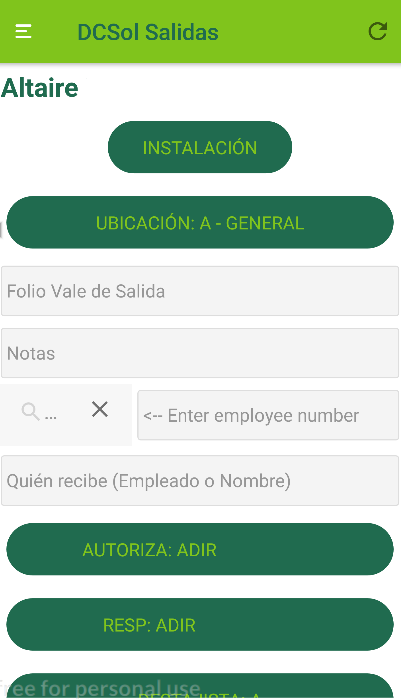 DCSol Salidas
Altaire
INSTALACIÓN
UBICACIÓN: A - GENERAL
Folio Vale de Salida
Notas
...
<-- Enter employee number
Quién recibe (Empleado o Nombre)
AUTORIZA: ADIR
RESP: ADIR
free for personal use